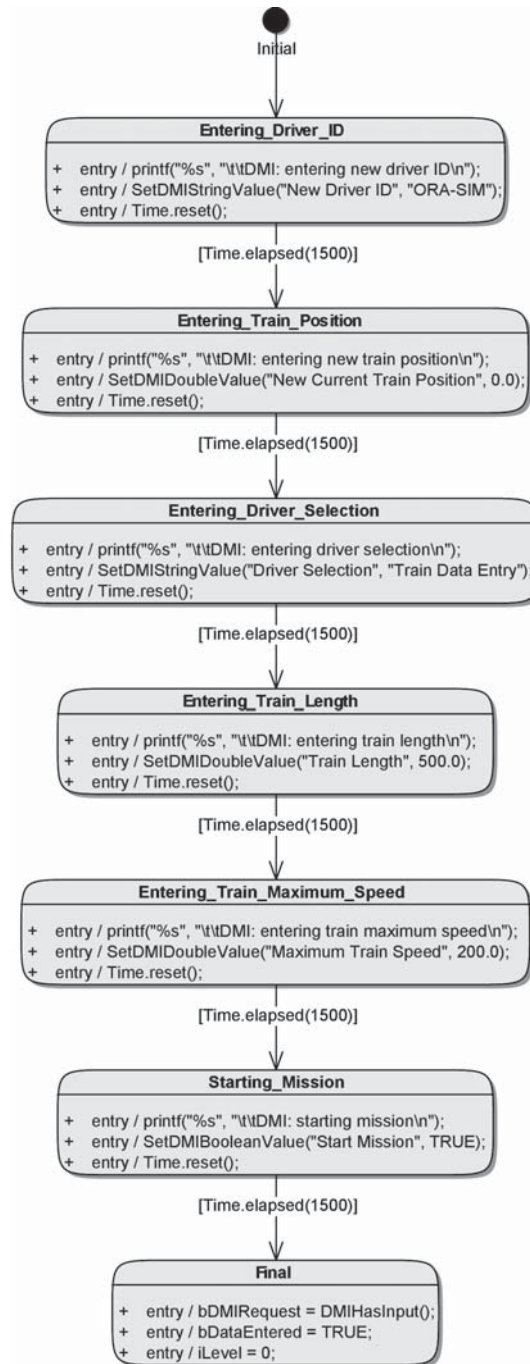 Initial
Entering_Driver_ID
+ entry / printf("%s", "\t\tDMI: entering new driver ID\n");
+ entry / SetDMIStringValue("New Driver ID", "ORA-SIM");
+ entry / Time.reset();
[Time.elapsed(1500)]
Entering_Train_Position
+ entry / printf("%s", "\t\tDMI: entering new train position\n");
+ entry / SetDMIDoubleValue("New Current Train Position", 0.0);
+ entry / Time.reset();
[Time.elapsed(1500)]
Entering_Driver_Selection
+ entry / printf("%s", "\t\tDMI: entering driver selection\n");
+ entry / SetDMIStringValue("Driver Selection", "Train Data Entry");
+ entry / Time.reset();
[Time.elapsed(1500)]
Entering_Train_Length
+ entry / printf("%s", "\t\tDMI: entering train length\n");
+ entry / SetDMIDoubleValue("Train Length", 500.0);
+ entry / Time.reset();
[Time.elapsed(1500)]
Entering_Train_Maximum_Speed
+ entry / printf("%s", "\t\tDMI: entering train maximum speed\n");
+ entry / SetDMIDoubleValue("Maximum Train Speed", 200.0);
+ entry / Time.reset();
[Time.elapsed(1500)]
Starting_Mission
+ entry / printf("%s", "\t\tDMI: starting mission\n");
+ entry / SetDMIBooleanValue("Start Mission", TRUE);
+ entry / Time.reset();
[Time.elapsed(1500)]
Final
+ entry / bDMIRequest = DMIHasInput();
+ entry / bDataEntered = TRUE;
+ entry / iLevel = 0;